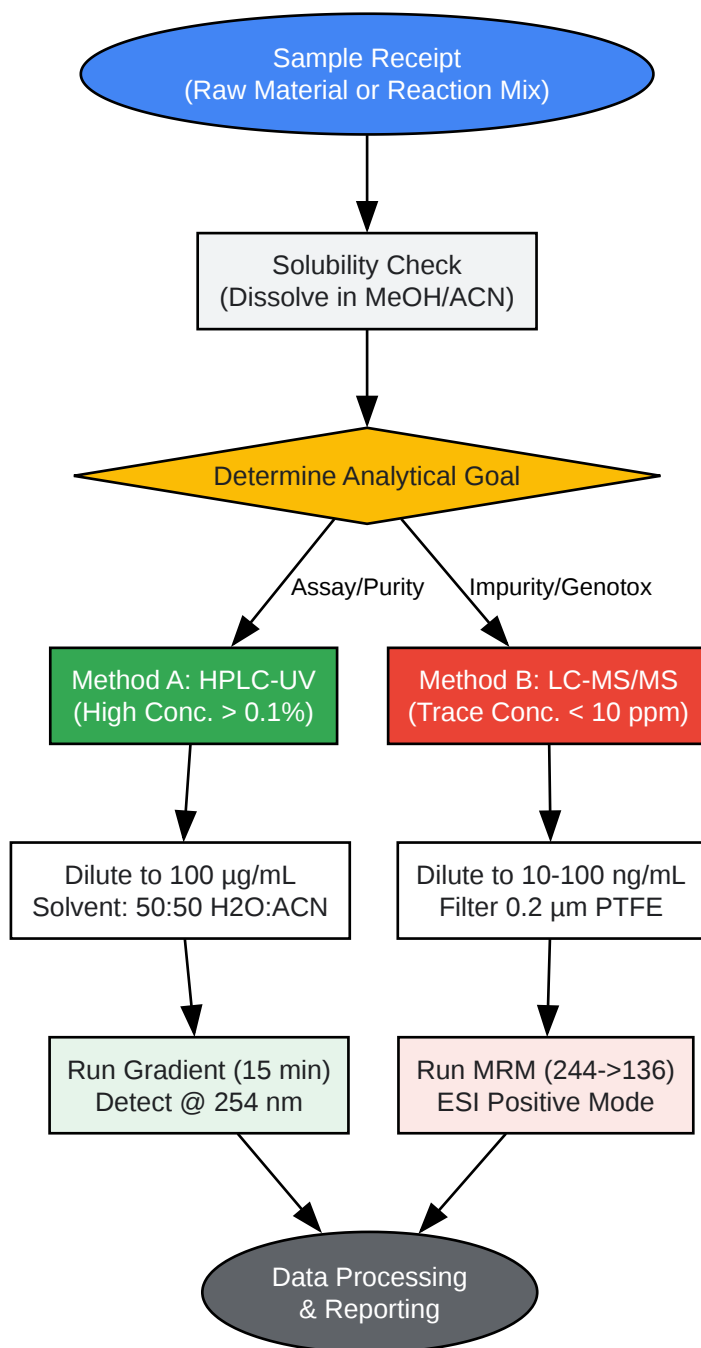 Sample Receipt
(Raw Material or Reaction Mix)
Solubility Check
(Dissolve in MeOH/ACN)
Determine Analytical Goal
Assay/Purity
Impurity/Genotox
Method A: HPLC-UV
(High Conc. > 0.1%)
Method B: LC-MS/MS
(Trace Conc. < 10 ppm)
Dilute to 100 µg/mL
Solvent: 50:50 H2O:ACN
Dilute to 10-100 ng/mL
Filter 0.2 µm PTFE
Run Gradient (15 min)
Detect @ 254 nm
Run MRM (244->136)
ESI Positive Mode
Data Processing
& Reporting